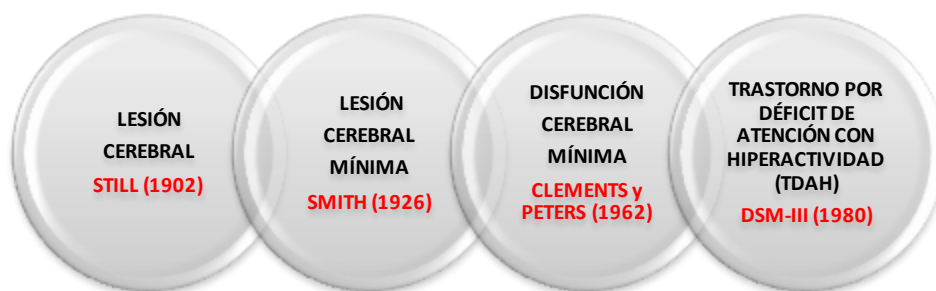 LESIÓN
CEREBRAL
STILL (1902)
LESIÓN
CEREBRAL
MÍNIMA
SMITH (1926)
DISFUNCIÓN
CEREBRAL
MÍNIMA
CLEMENTS y
PETERS (1962)
TRASTORNO POR
DÉFICIT DE
ATENCIÓN CON
HIPERACTIVIDAD
(TDAH)
DSM-III (1980)